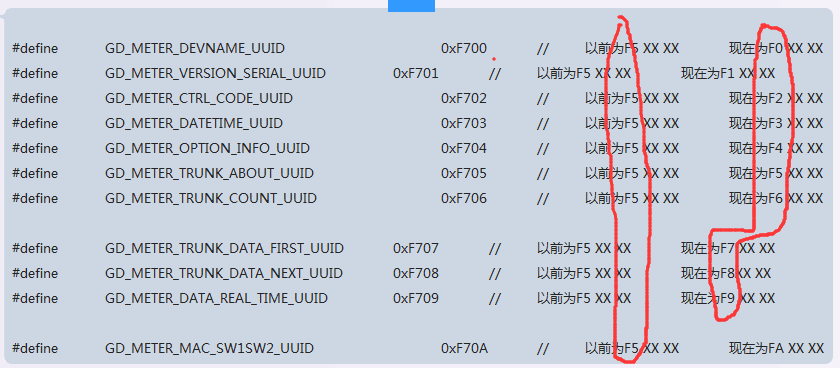 #define GD_METER_DEVNAME_UUID 0xF700 // 以前为F5 XX XX 现在为F0 XX XX
#define GD_METER_VERSION_SERIAL_UUID 0xF701 // 以前为F5 XX XX 现在为F1 XX XX
#define GD_METER_CTRL_CODE_UUID 0xF702 // 以前为F5 XX XX 现在为F2 XX XX
#define GD_METER_DATETIME_UUID 0xF703 // 以前为F5 XX XX 现在为F3 XX XX
#define GD_METER_OPTION_INFO_UUID 0xF704 // 以前为F5 XX XX 现在为F4 XX XX
#define GD_METER_TRUNK_ABOUT_UUID 0xF705 // 以前为F5 XX XX 现在为F5 XX XX
#define GD_METER_TRUNK_COUNT_UUID 0xF706 // 以前为F5 XX XX 现在为F6 XX XX
#define GD_METER_TRUNK_DATA_FIRST_UUID 0xF707 // 以前为F5 XX XX 现在为F7 XX XX
#define GD_METER_TRUNK_DATA_NEXT_UUID 0xF708 // 以前为F5 XX XX 现在为F8 XX XX
#define GD_METER_DATA_REAL_TIME_UUID 0xF709 // 以前为F5 XX XX 现在为F9 XX XX
#define GD_METER_MAC_SW1SW2_UUID 0xF70A // 以前为F5 XX XX 现在为FA XX XX